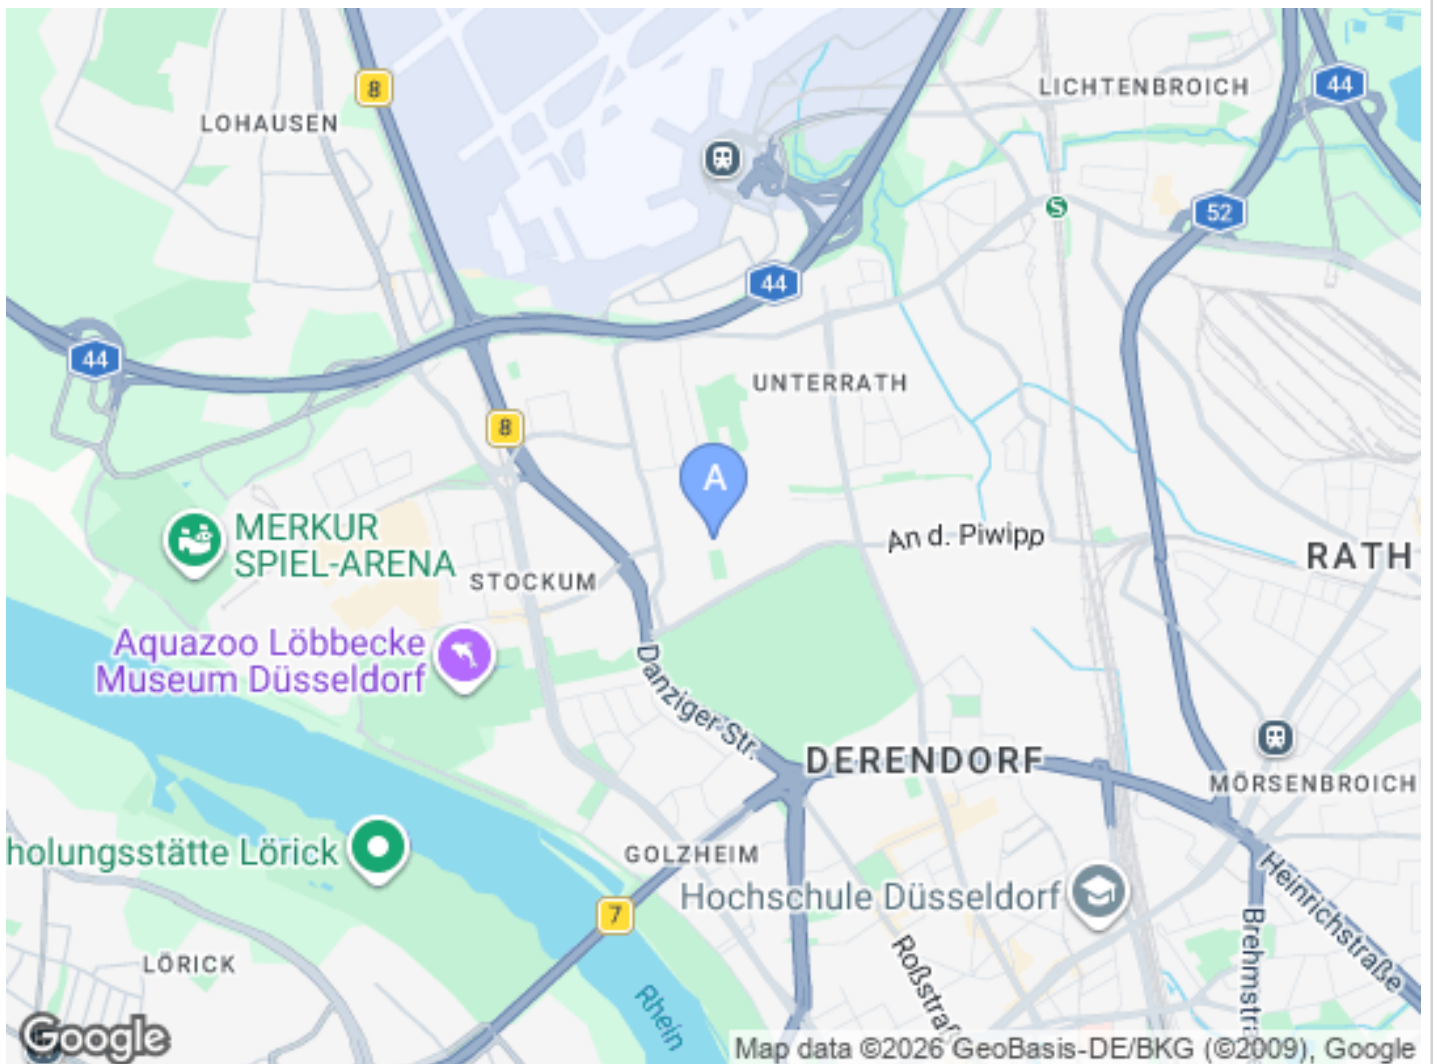 8
LICHTENBROICH
44
LOHAUSEN
52
S
44
44
UNTERRATH
8
A
MERKUR
SPIEL-ARENA
An d. Piwipp
RATH
STOCKUM
Aquazoo Löbbecke
Museum Düsseldorf
Danziger Str.
DERENDORF
MÖRSENBROICH
holungsstätte Lörick
GOLZHEIM
Hochschule Düsseldorf
Heinrichstraße
7
Brehmstra
LÖRICK
Roßstraß
Rhein
Google
Map data ©2026 GeoBasis-DE/BKG (©2009), Google